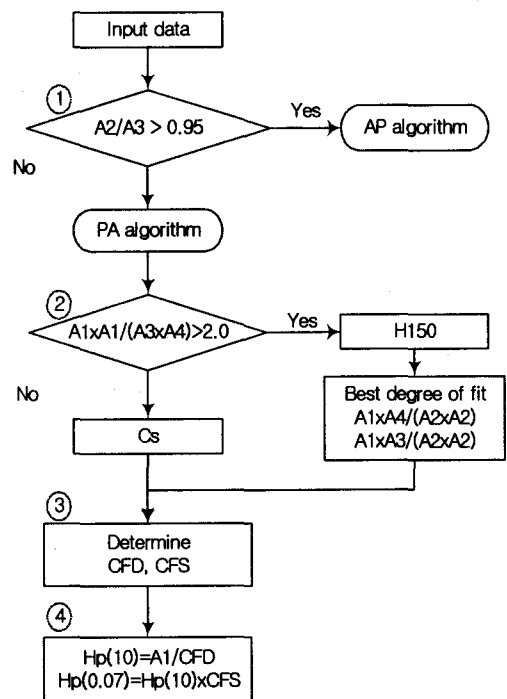 Input data
1
A2/A3 > 0.95
Yes
AP algorithm
No
PA algorithm
2
A1xA1/(A3xA4)>2.0
Yes
H150
No
Best degree of fit
A1xA4/(A2xA2)
A1xA3/(A2xA2)
Cs
3
Determine
CFD, CFS
4
Hp(10)=A1/CFD
Hp(0.07)=Hp(10)xCFS